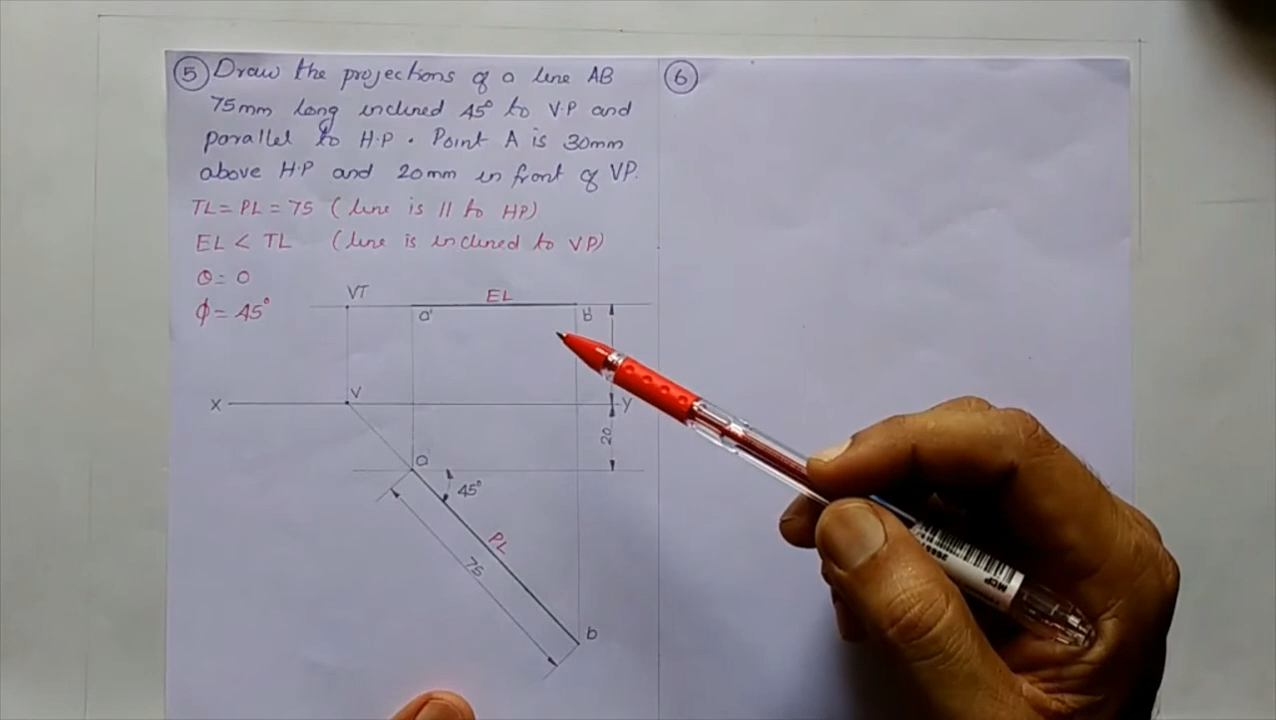 5 Draw the projections of a line AB
75mm long inclined 45° to V.P and
parallel to H.P. Point A is 30mm
above H.P and 20mm in front of VP.
TL = PL = 75 (line is || to HP)
EL < TL (line is inclined to VP)
θ = 0
φ = 45°
VT
EL
a'
b'
X
V
Y
20
a
45°
PL
75
b
6
MCP